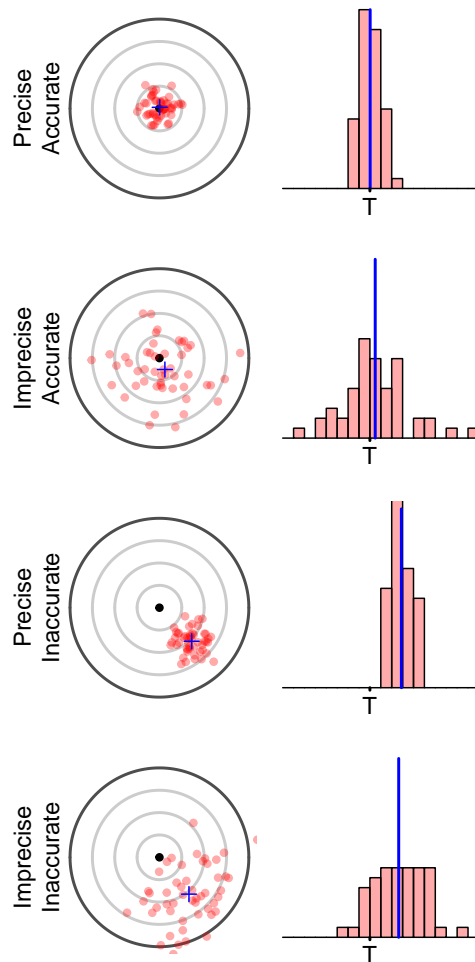 Precise
Accurate
T
Imprecise
Accurate
T
Precise
Inaccurate
T
Imprecise
Inaccurate
T